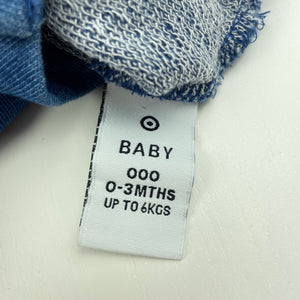 BABY
000
0-3MTHS
UP TO 6KGS